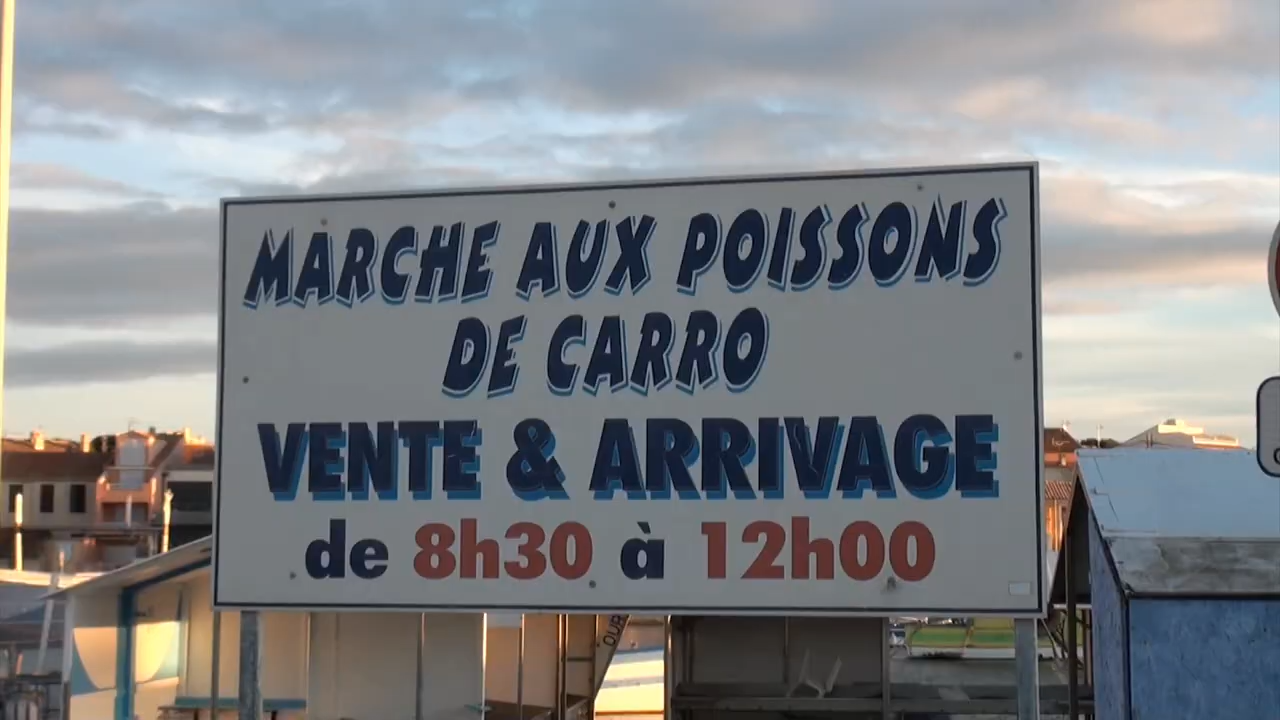 MARCHE AUX POISSONS
DE CARRO
VENTE & ARRIVAGE
de 8h30 à 12h00